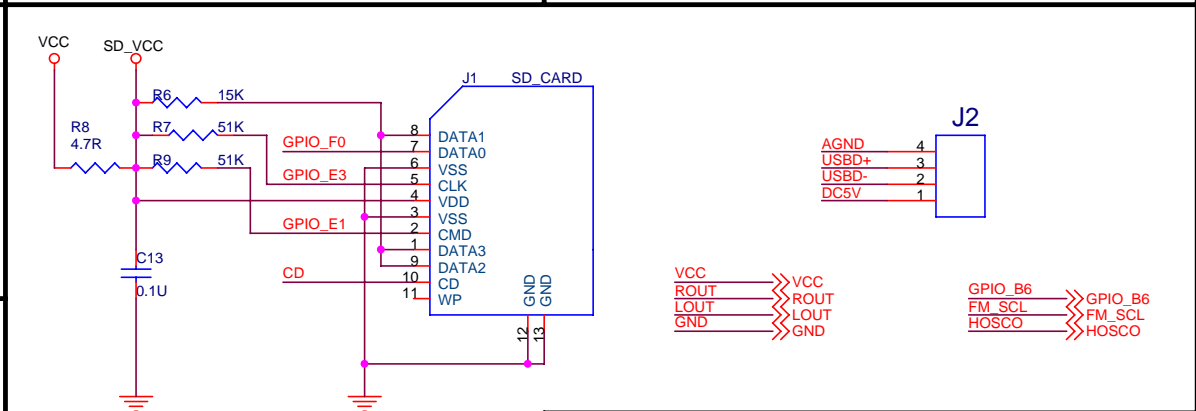 VCC
SD_VCC
J1 SD_CARD
R6 15K
R7 51K
R8
4.7R
R9 51K
C13
0.1U
GPIO_F0
GPIO_E3
GPIO_E1
CD
8 DATA1
7 DATA0
6 VSS
5 CLK
4 VDD
3 VSS
2 CMD
1 DATA3
9 DATA2
10 CD
11 WP
GND
GND
12
13
J2
AGND 4
USBD+ 3
USBD- 2
DC5V 1
VCC VCC
ROUT ROUT
LOUT LOUT
GND GND
GPIO_B6 GPIO_B6
FM_SCL FM_SCL
HOSCO HOSCO